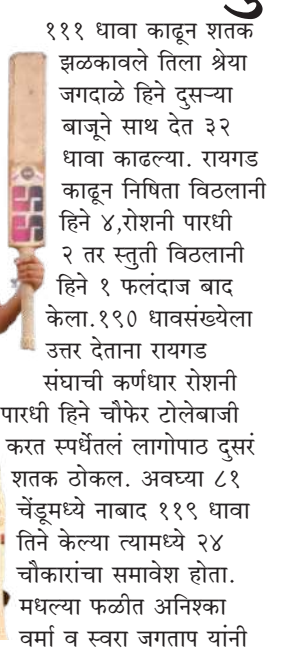 १११ धावा काढून शतक
झळकावले तिला श्रेया
जगदाळे हिने दुसऱ्या
बाजूने साथ देत ३२
धावा काढल्या. रायगड
काढून निषिता विठलानी
हिने ४,रोशनी पारधी
२ तर स्तुती विठलानी
हिने १ फलंदाज बाद
केला.१९० धावसंख्येला
उत्तर देताना रायगड
संघाची कर्णधार रोशनी
पारधी हिने चौफेर टोलेबाजी
करत स्पर्धेतलं लागोपाठ दुसरं
शतक ठोकल. अवघ्या ८१
चेंडूमध्ये नाबाद ११९ धावा
तिने केल्या त्यामध्ये २४
चौकारांचा समावेश होता.
मधल्या फळीत अनिश्का
वर्मा व स्वरा जगताप यांनी